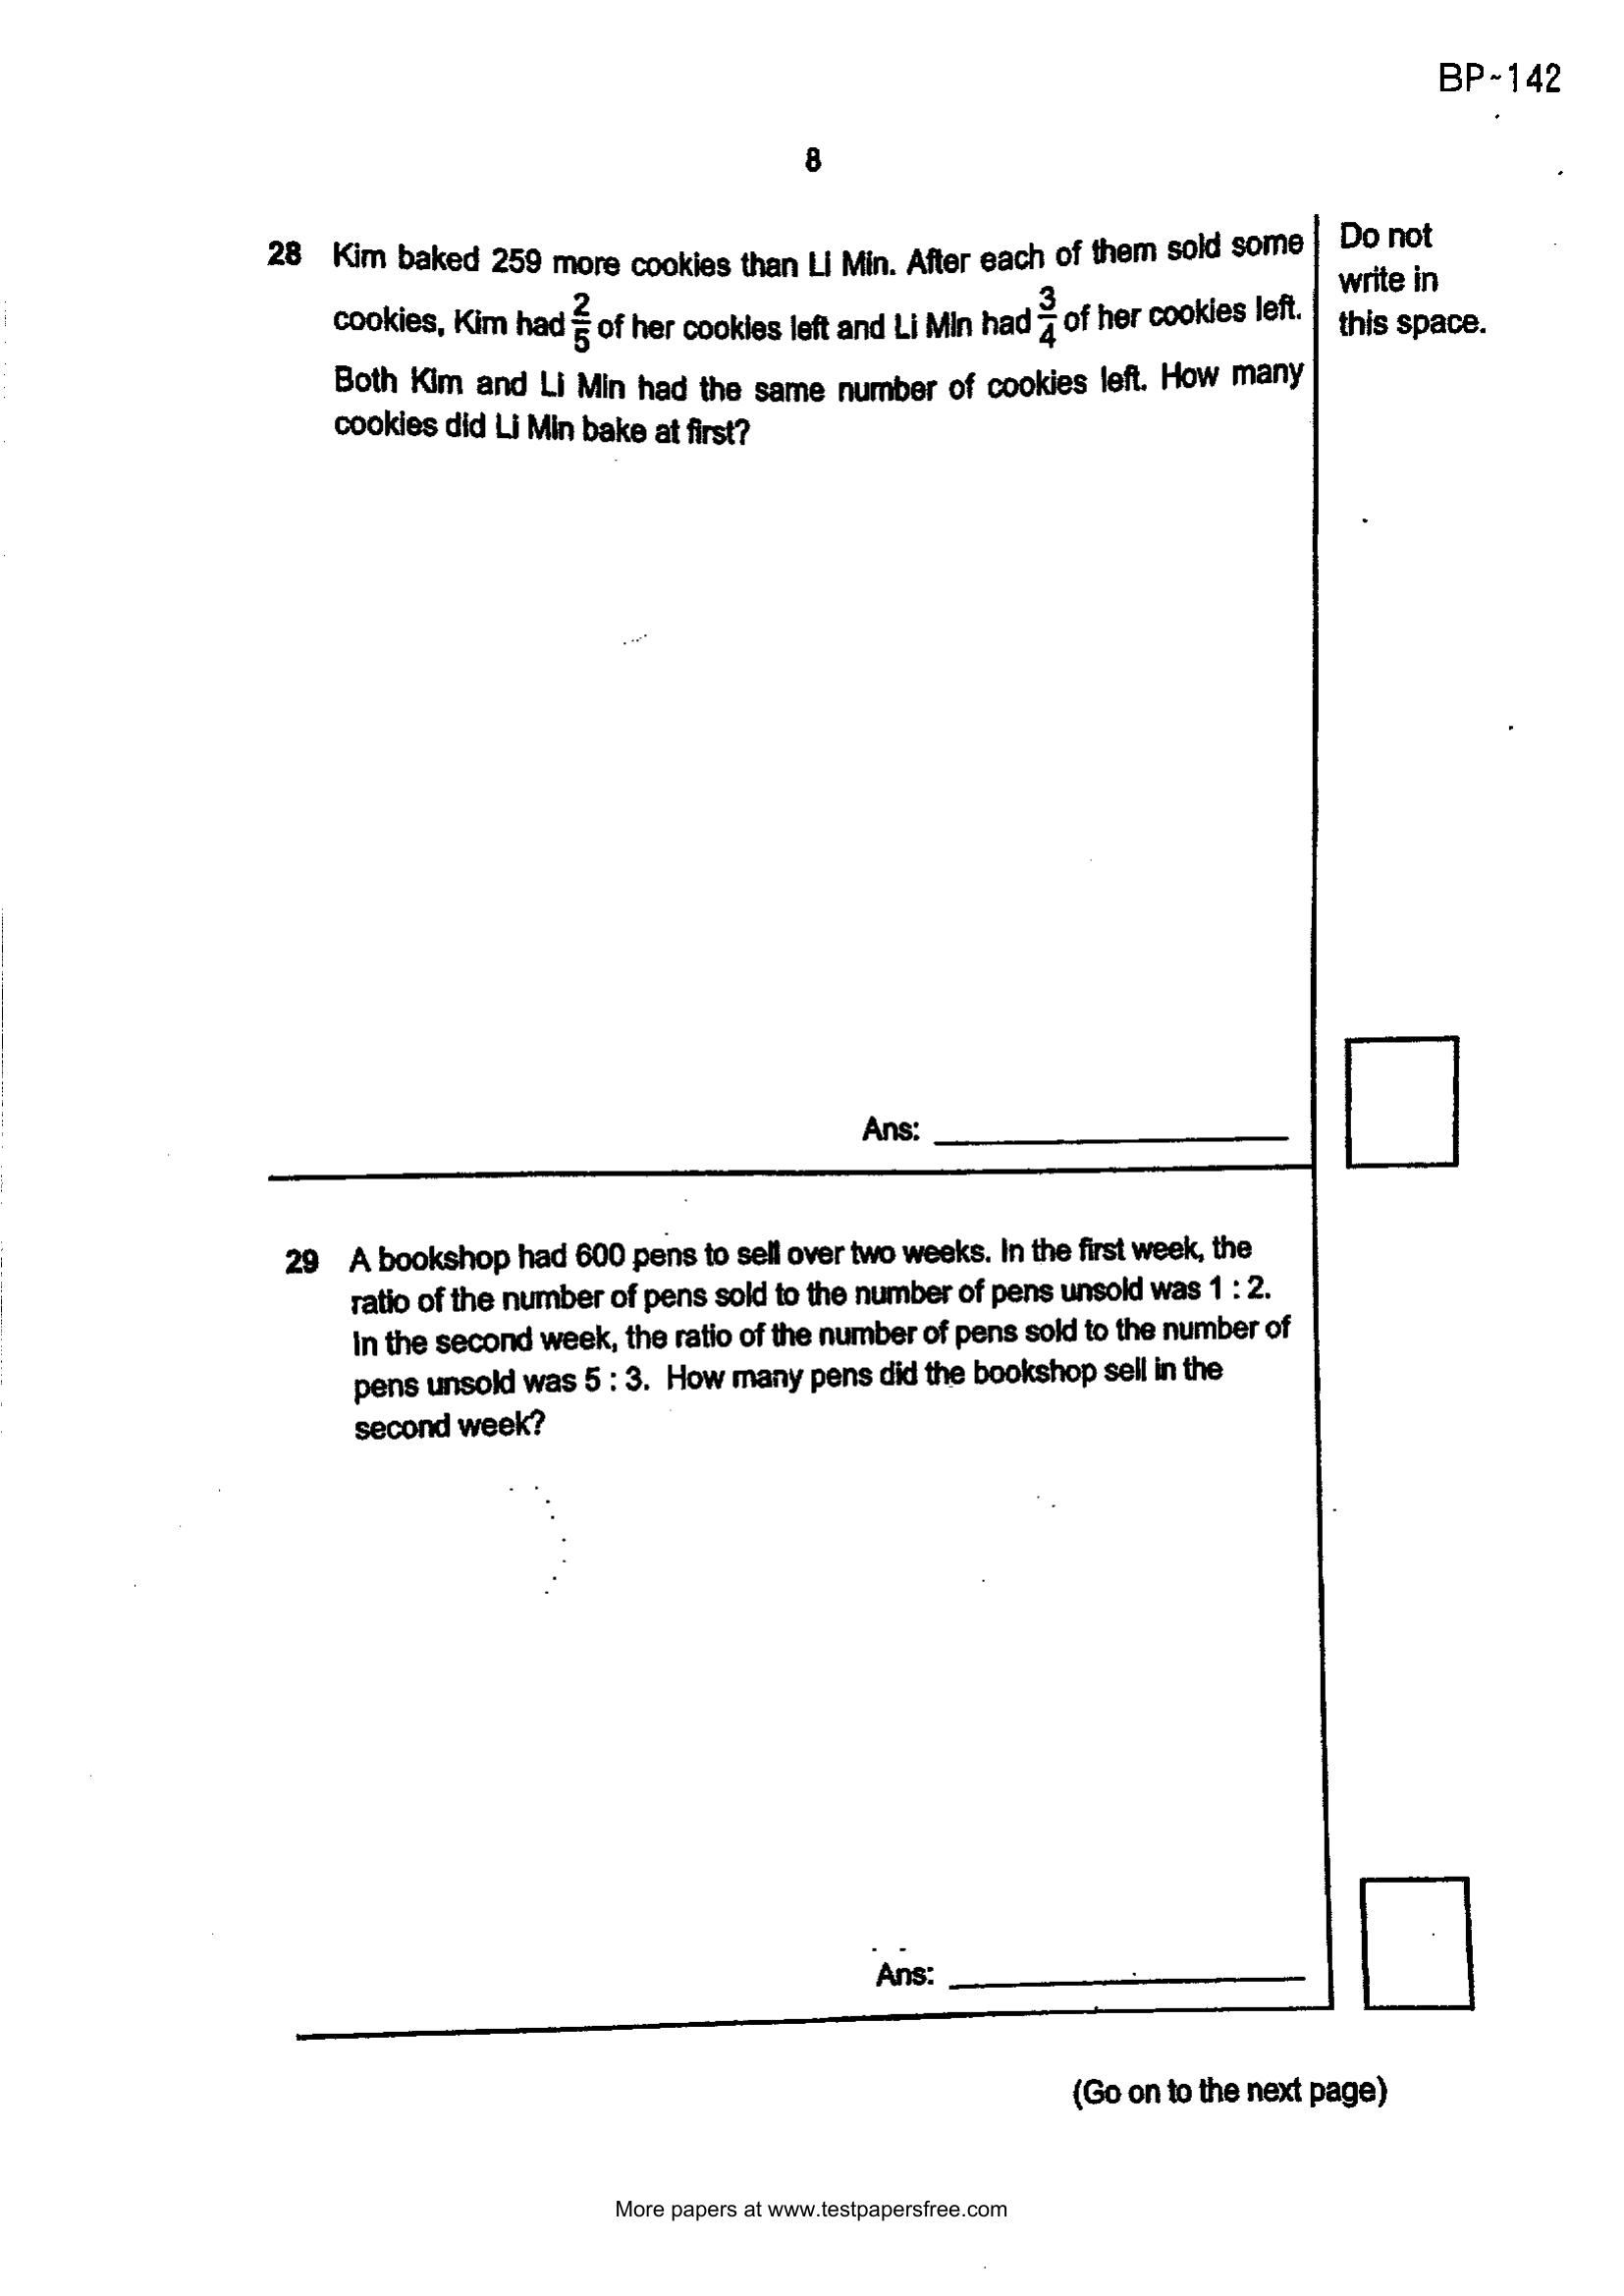 BP~142
8
28 Kim baked 259 more cookies than Li Min. After each of them sold some
cookies, Kim had 2/5 of her cookies left and Li Min had 3/4 of her cookies left.
Both Kim and Li Min had the same number of cookies left. How many
cookies did Li Min bake at first?
Do not
write in
this space.
Ans:
29 A bookshop had 600 pens to sell over two weeks. In the first week, the
ratio of the number of pens sold to the number of pens unsold was 1 : 2.
In the second week, the ratio of the number of pens sold to the number of
pens unsold was 5 : 3. How many pens did the bookshop sell in the
second week?
Ans:
(Go on to the next page)
More papers at www.testpapersfree.com